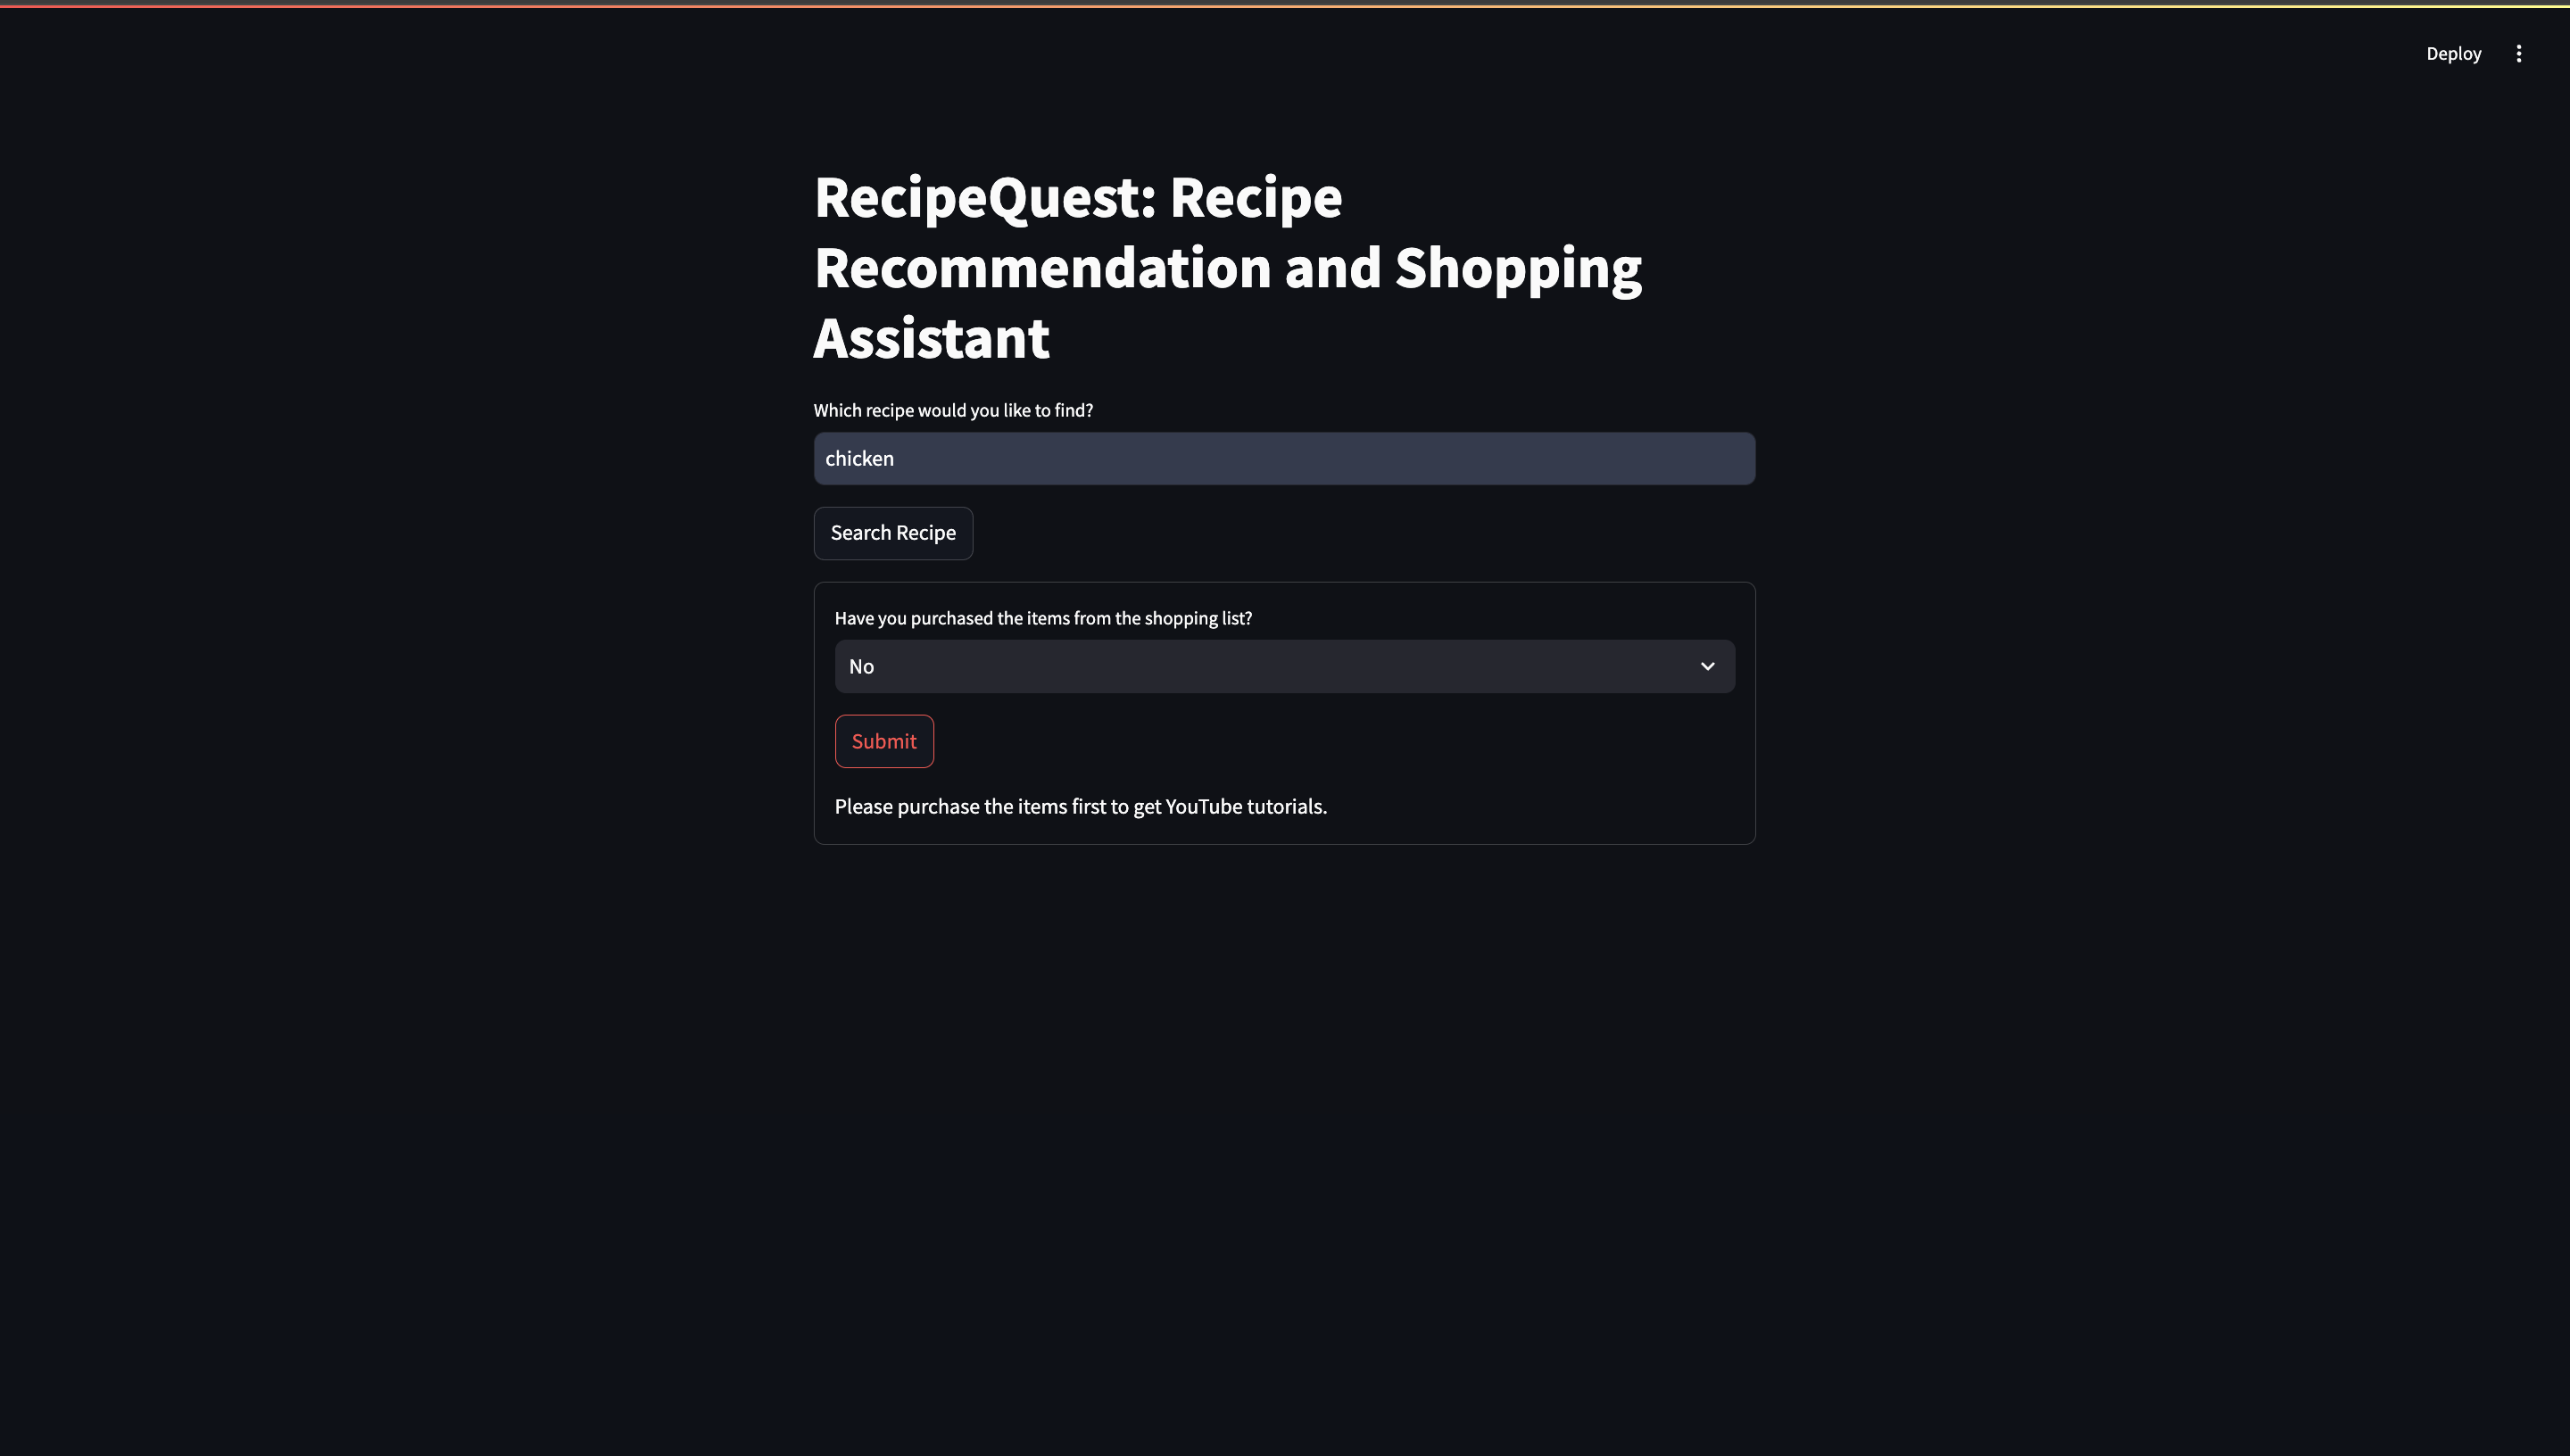 Deploy
RecipeQuest: Recipe
Recommendation and Shopping
Assistant
Which recipe would you like to find?
chicken
Search Recipe
Have you purchased the items from the shopping list?
No
Submit
Please purchase the items first to get YouTube tutorials.